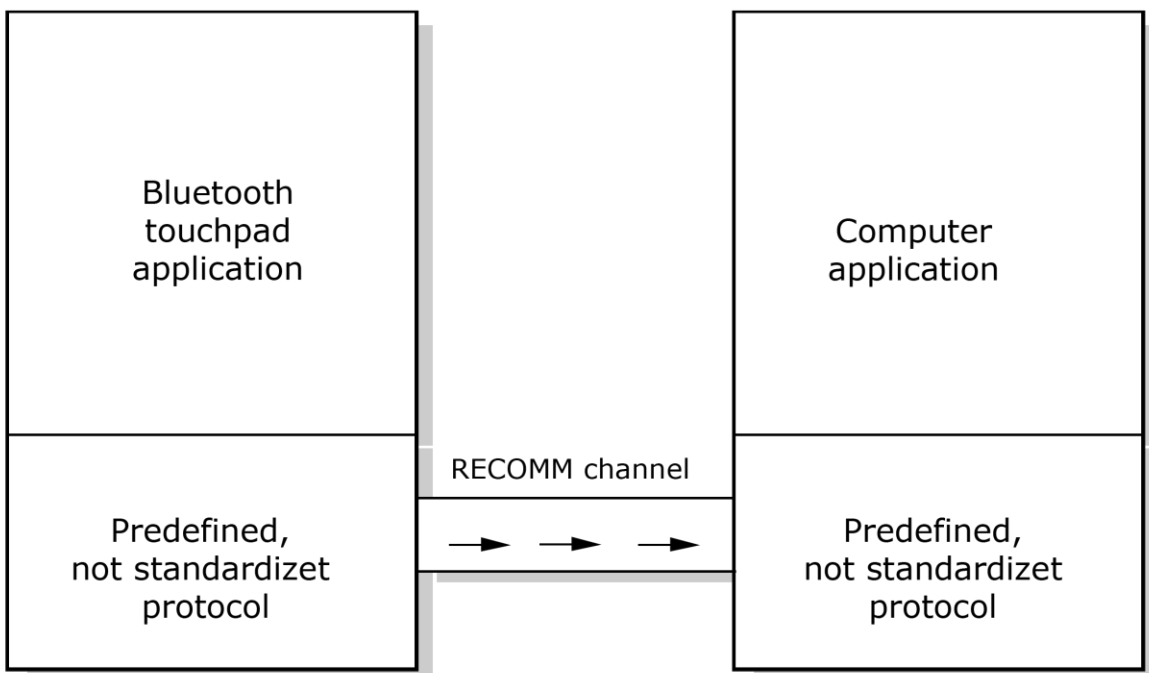 Bluetooth
touchpad
application
Computer
application
RECOMM channel
Predefined,
not standardizet
protocol
Predefined,
not standardizet
protocol